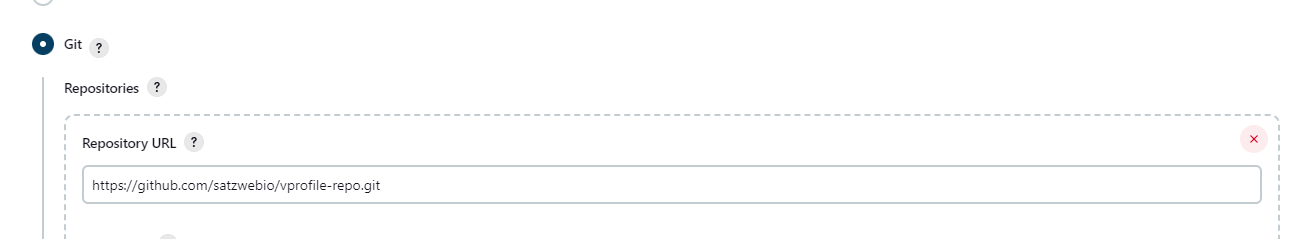 Git ?
Repositories ?
Repository URL ?
https://github.com/satzwebio/vprofile-repo.git